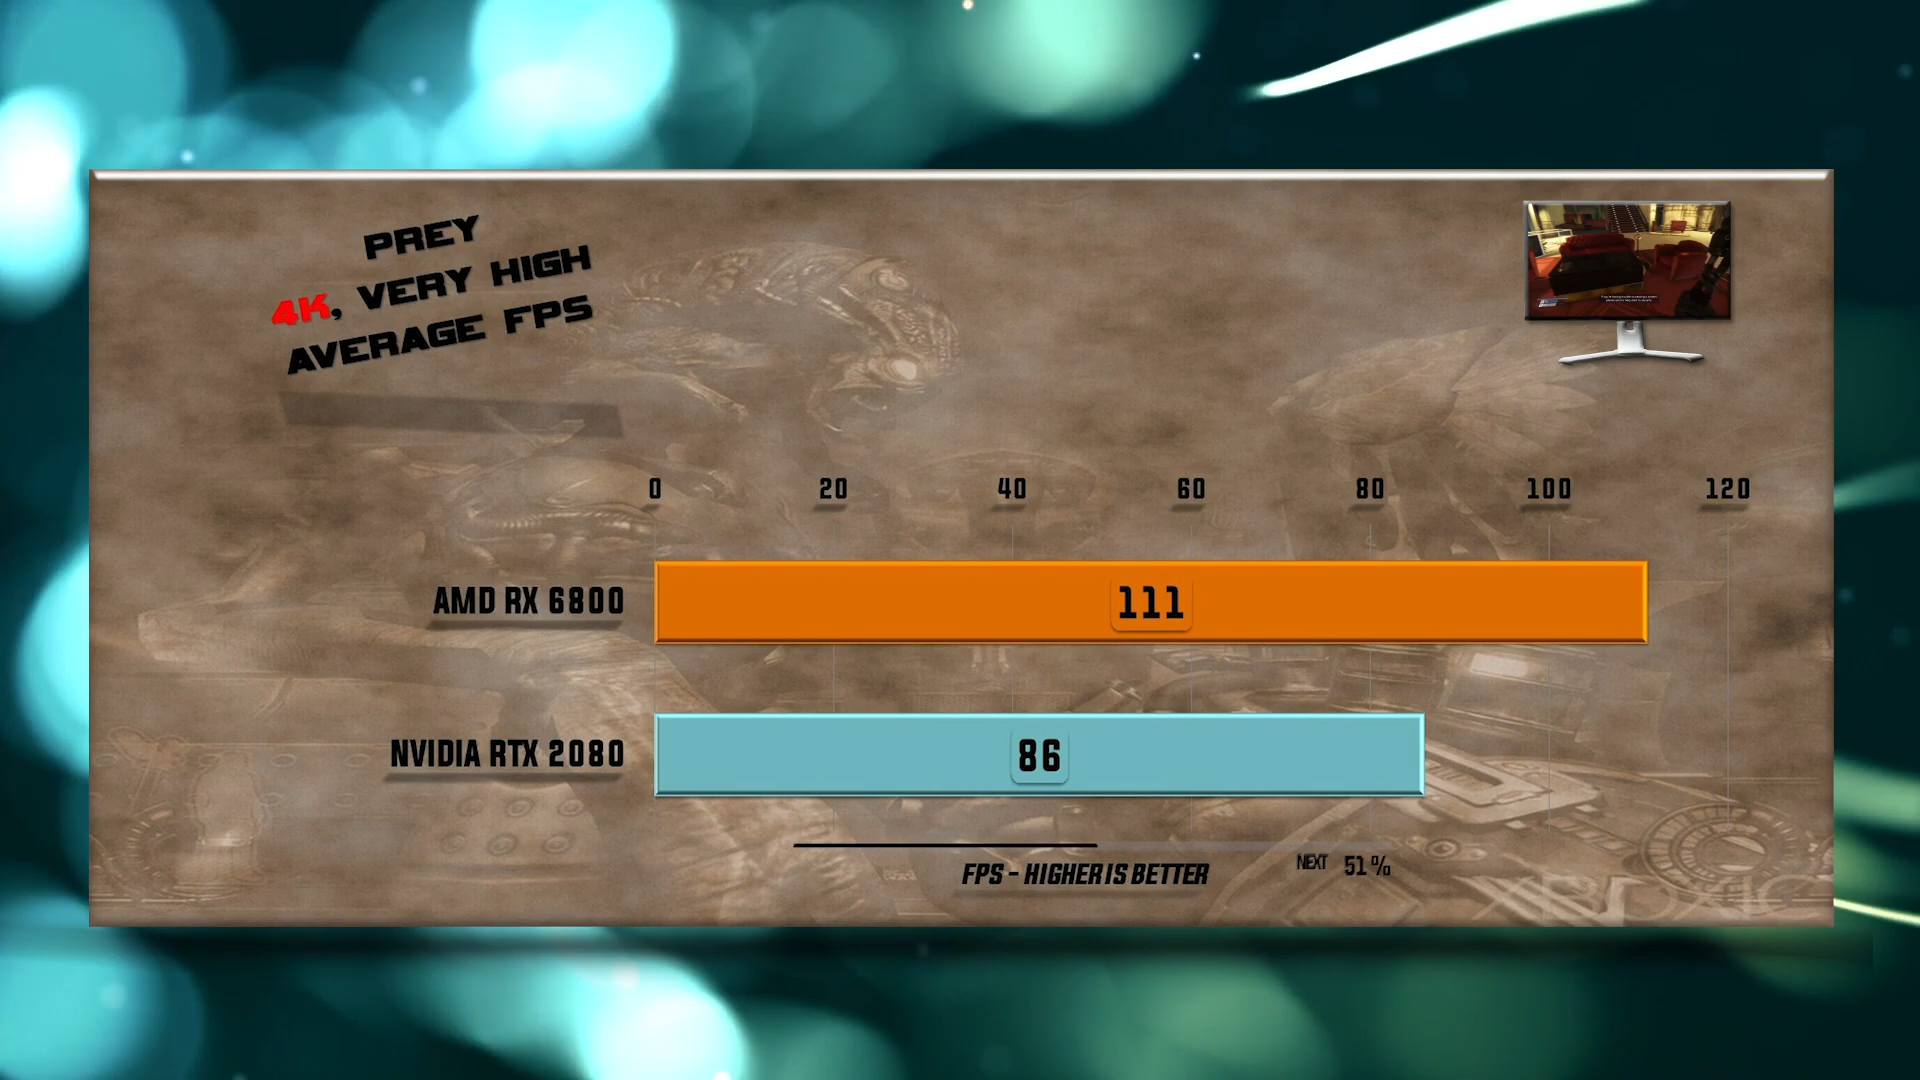 PREY
4K, VERY HIGH
AVERAGE FPS
0 20 40 60 80 100 120
AMD RX 6800 111
NVIDIA RTX 2080 86
FPS - HIGHER IS BETTER
NEXT 51%